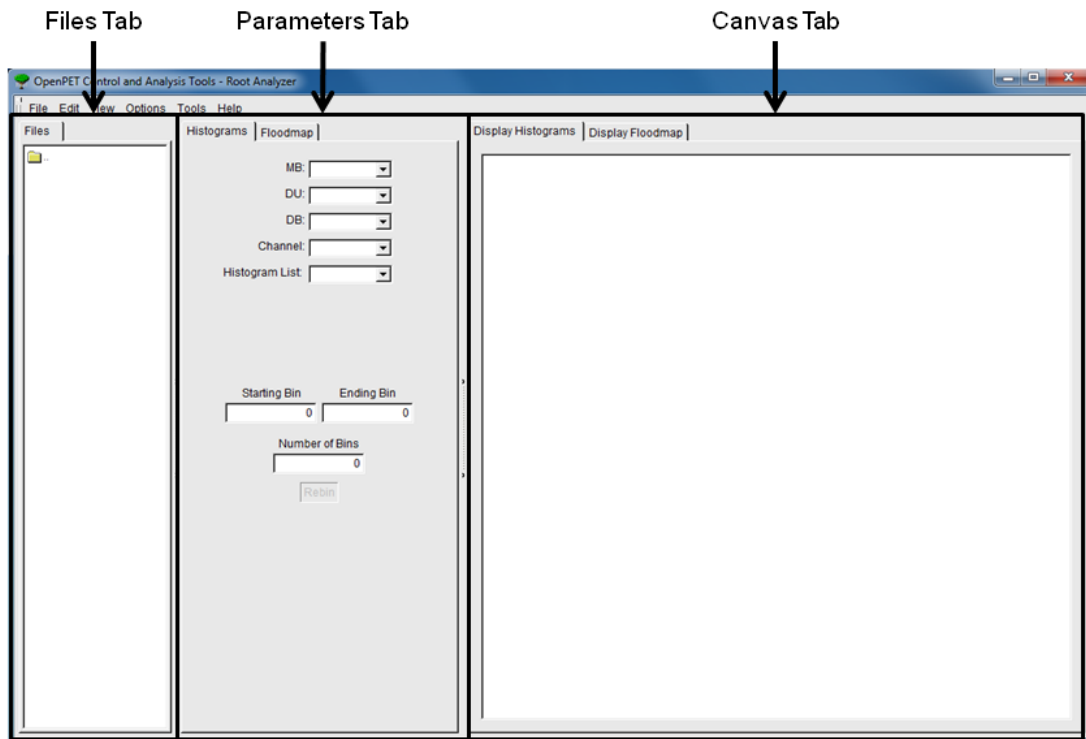 Files Tab
Parameters Tab
Canvas Tab
OpenPET Control and Analysis Tools - Root Analyzer
File Edit View Options Tools Help
Files
Histograms
Floodmap
Display Histograms
Display Floodmap
..
MB:
DU:
DB:
Channel:
Histogram List:
Starting Bin
Ending Bin
0
0
Number of Bins
0
Rebin